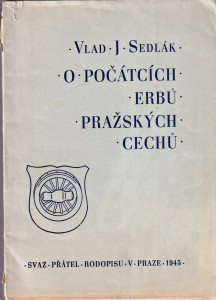 ·VLAD·J·SEDLÁK·
·O·POČÁTCÍCH·
·ERBŮ·
·PRAŽSKÝCH·
·CECHŮ·
·SVAZ·PŘÁTEL·RODOPISU·V·PRAZE·1945·